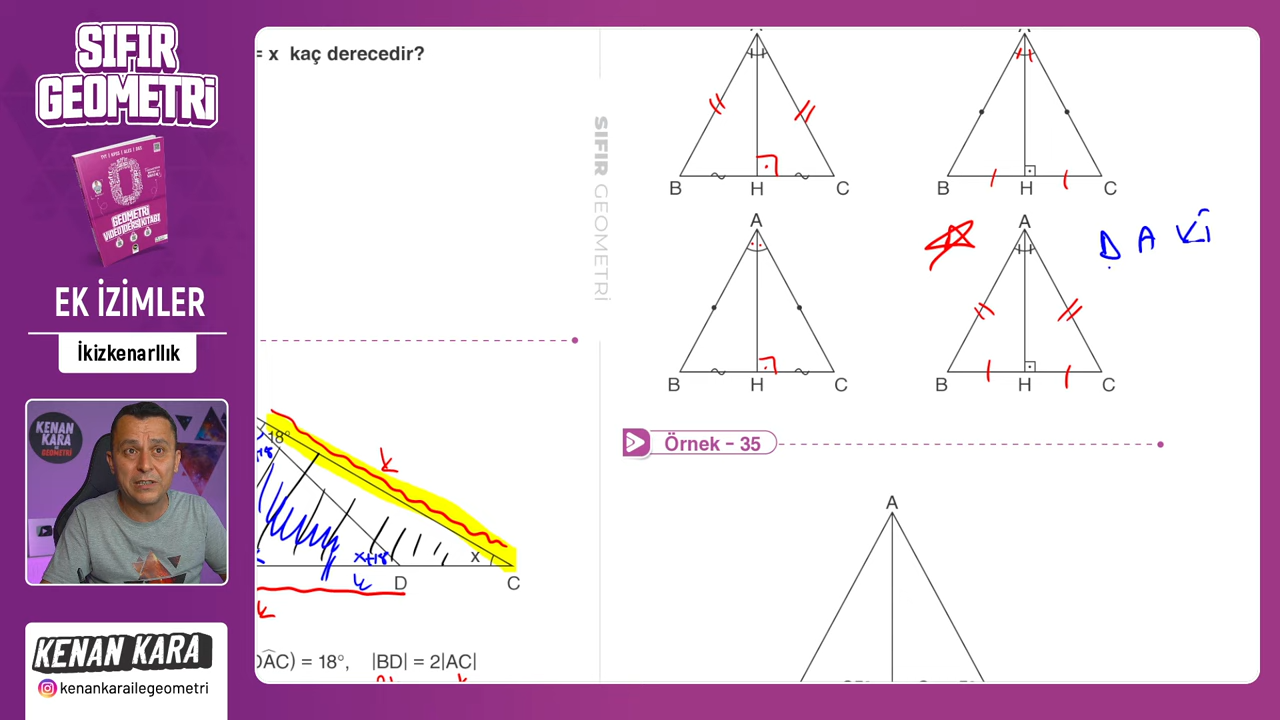 SIFIR
GEOMETRİ
GEOMETRİ
VİDEO DERS KİTABI
EK İZİMLER
İkizkenarllık
KENAN
KARA
GEOMETRİ
KENAN KARA
kenankarailegeometri
= x kaç derecedir?
18°
x+18
x
k
k
k
D
C
DAC) = 18°, |BD| = 2|AC|
SIFIR GEOMETRİ
A
B H C
A
B H C
A
B H C
A
B H C
D A Kİ
Örnek - 35
A